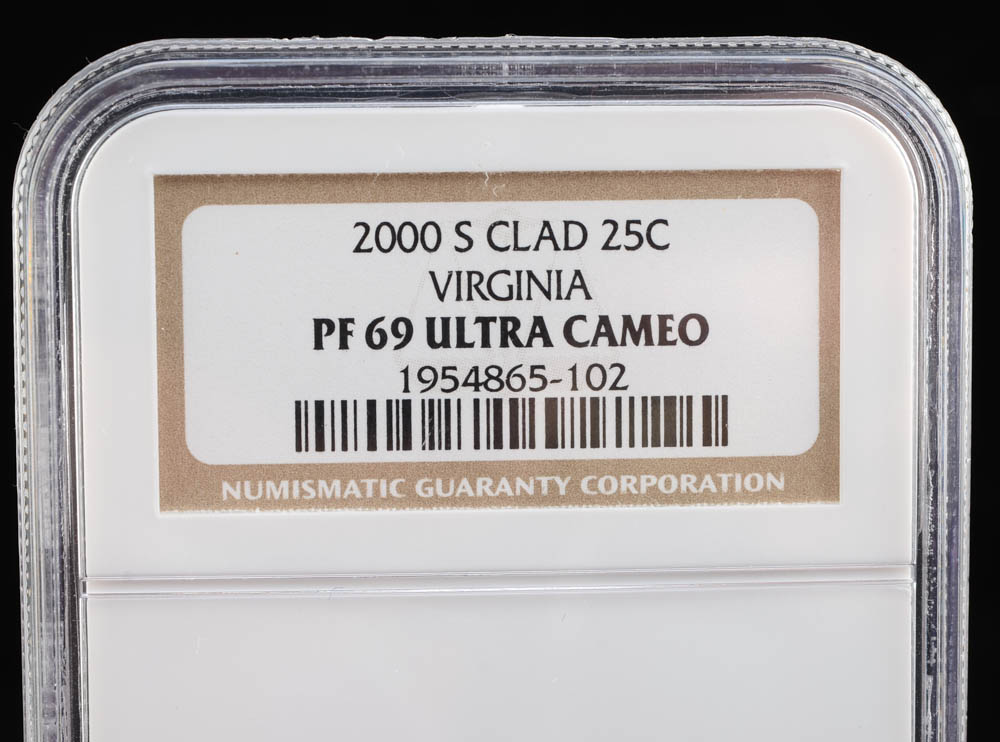 2000 S CLAD 25C
VIRGINIA
PF 69 ULTRA CAMEO
1954865-102
NUMISMATIC GUARANTY CORPORATION